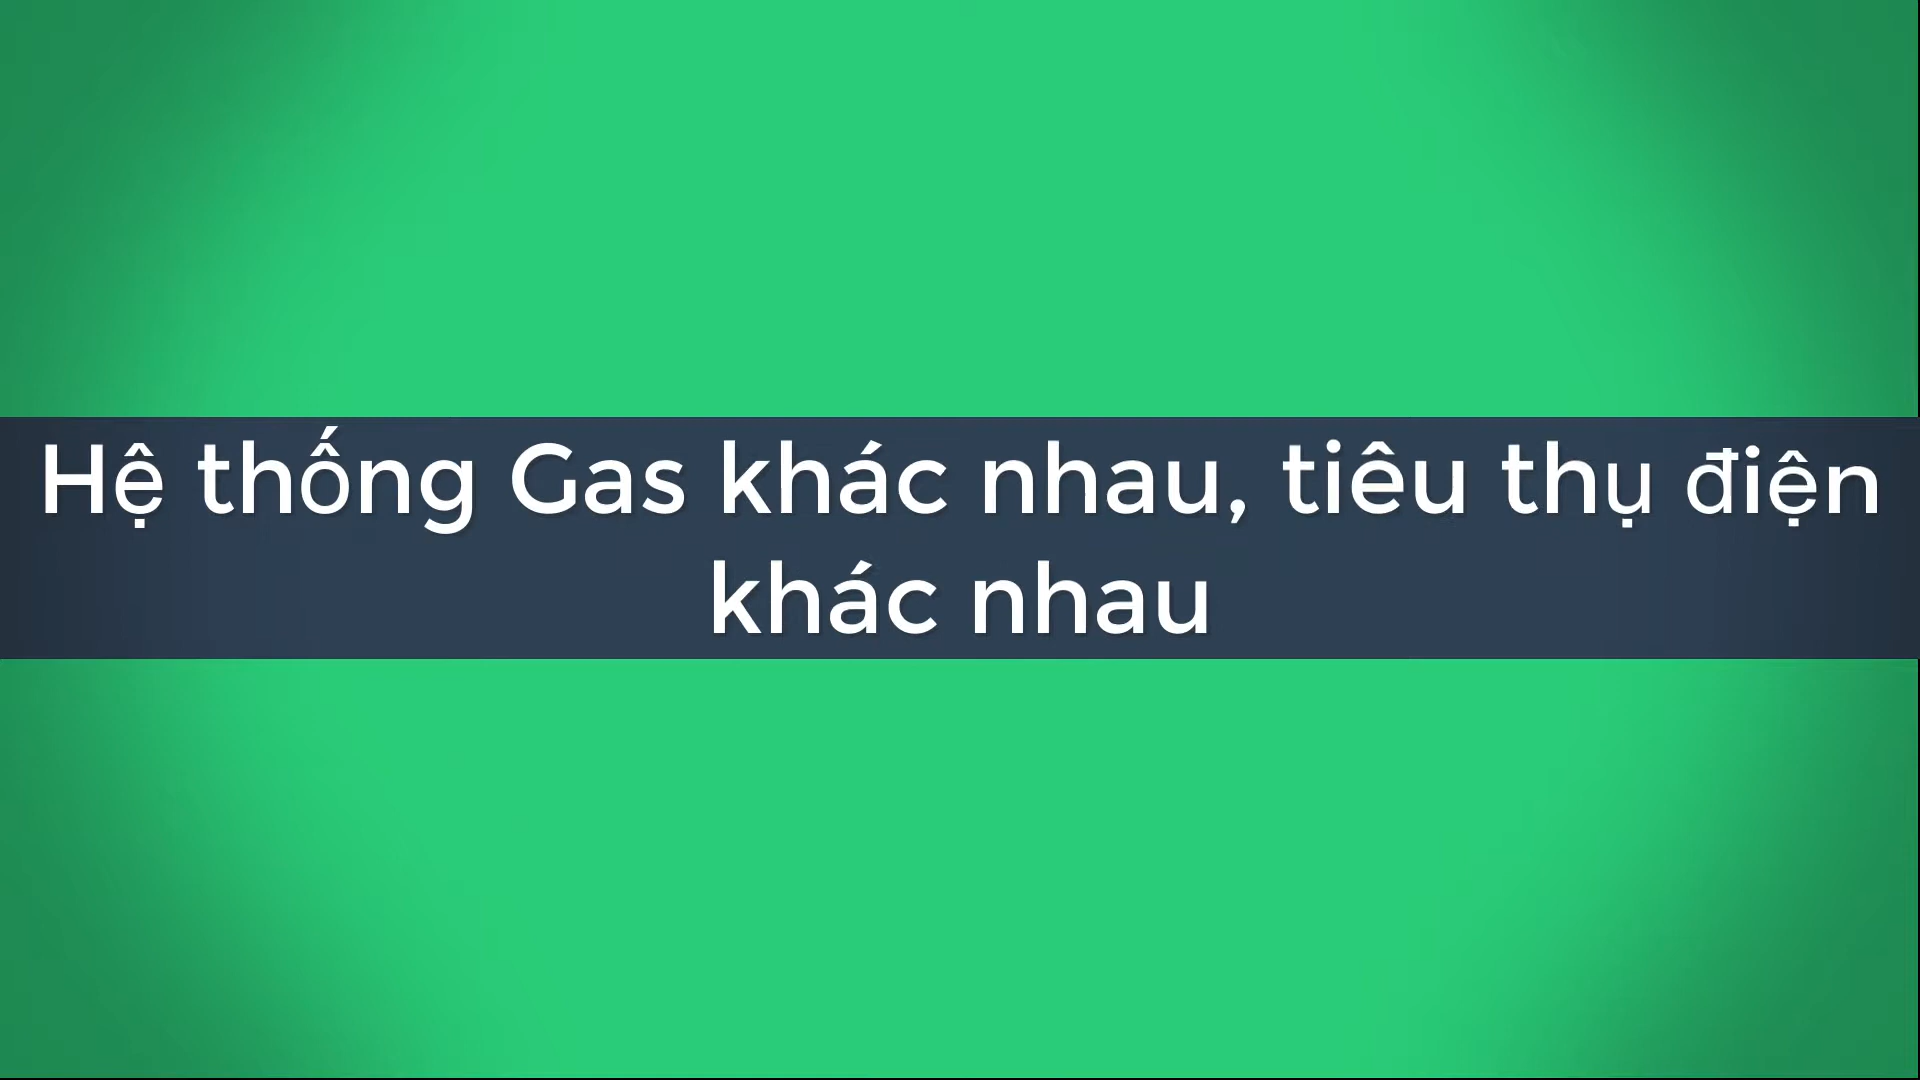 Hệ thống Gas khác nhau, tiêu thụ điện
khác nhau